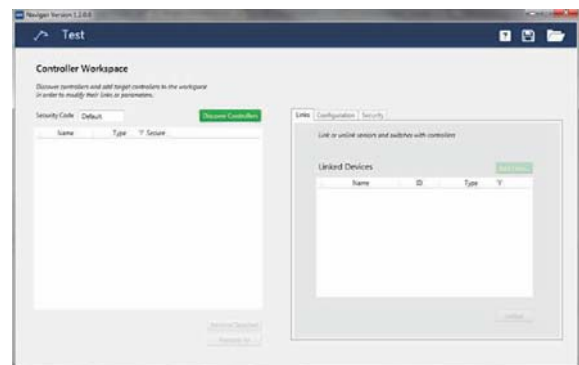 Navigan Version 1.2.0.0
Test
Controller Workspace
Discover controllers and add target controllers to the workspace
in order to modify their links or parameters.
Security Code Default Discover Controllers
Name Type Secure
Links Configuration Security
Link or unlink sensors and switches with controllers
Linked Devices
Name ID Type